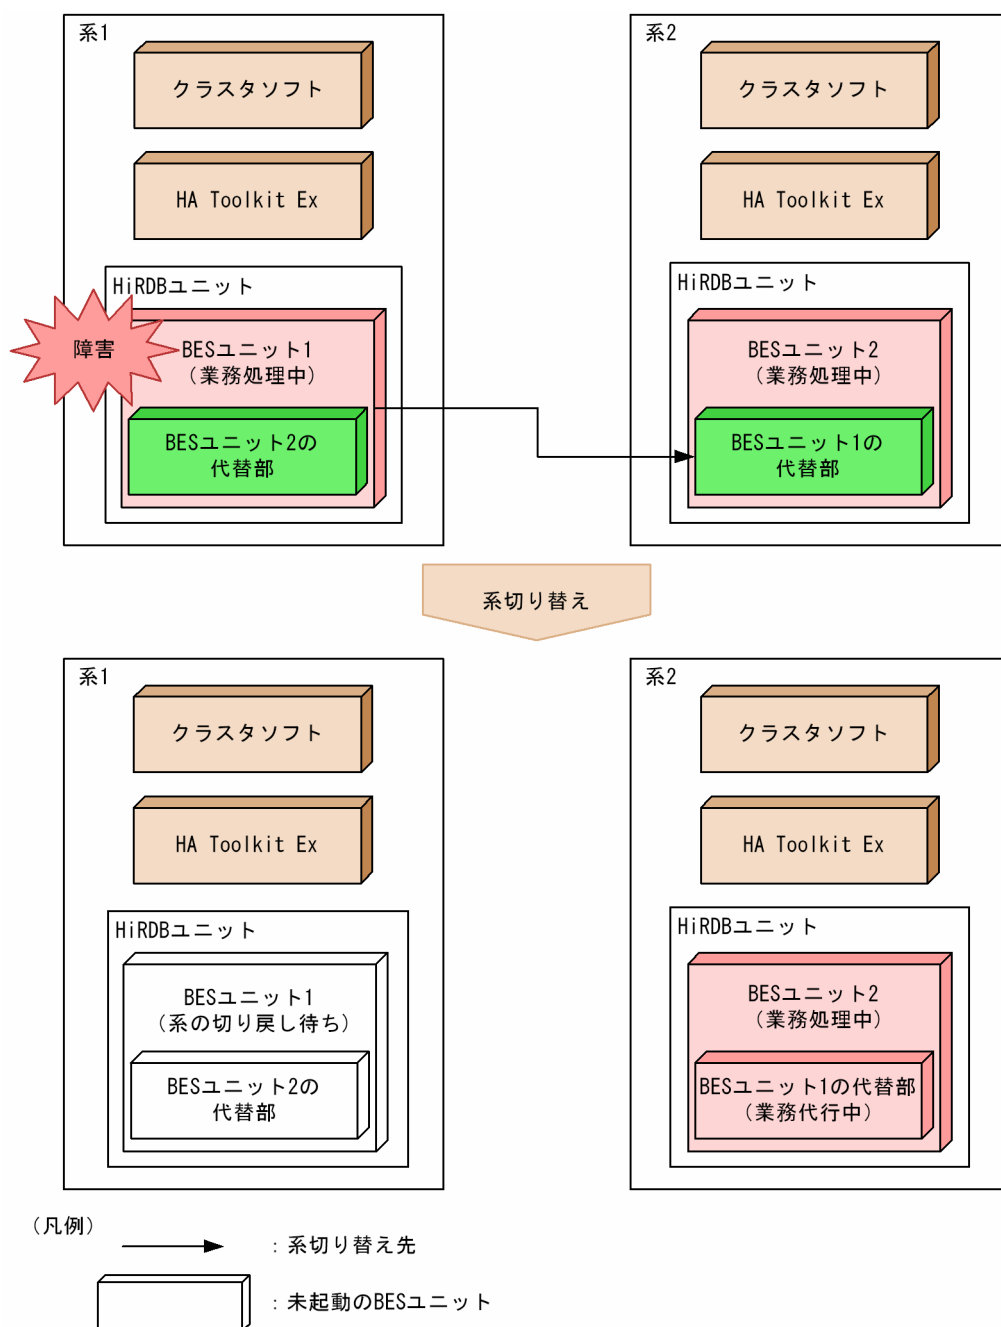 系1
クラスタソフト
HA Toolkit Ex
HiRDBユニット
障害
BESユニット1
（業務処理中）
BESユニット2の
代替部
系2
クラスタソフト
HA Toolkit Ex
HiRDBユニット
BESユニット2
（業務処理中）
BESユニット1の
代替部
系切り替え
系1
クラスタソフト
HA Toolkit Ex
HiRDBユニット
BESユニット1
（系の切り戻し待ち）
BESユニット2の
代替部
系2
クラスタソフト
HA Toolkit Ex
HiRDBユニット
BESユニット2
（業務処理中）
BESユニット1の代替部
（業務代行中）
（凡例）
：系切り替え先
：未起動のBESユニット